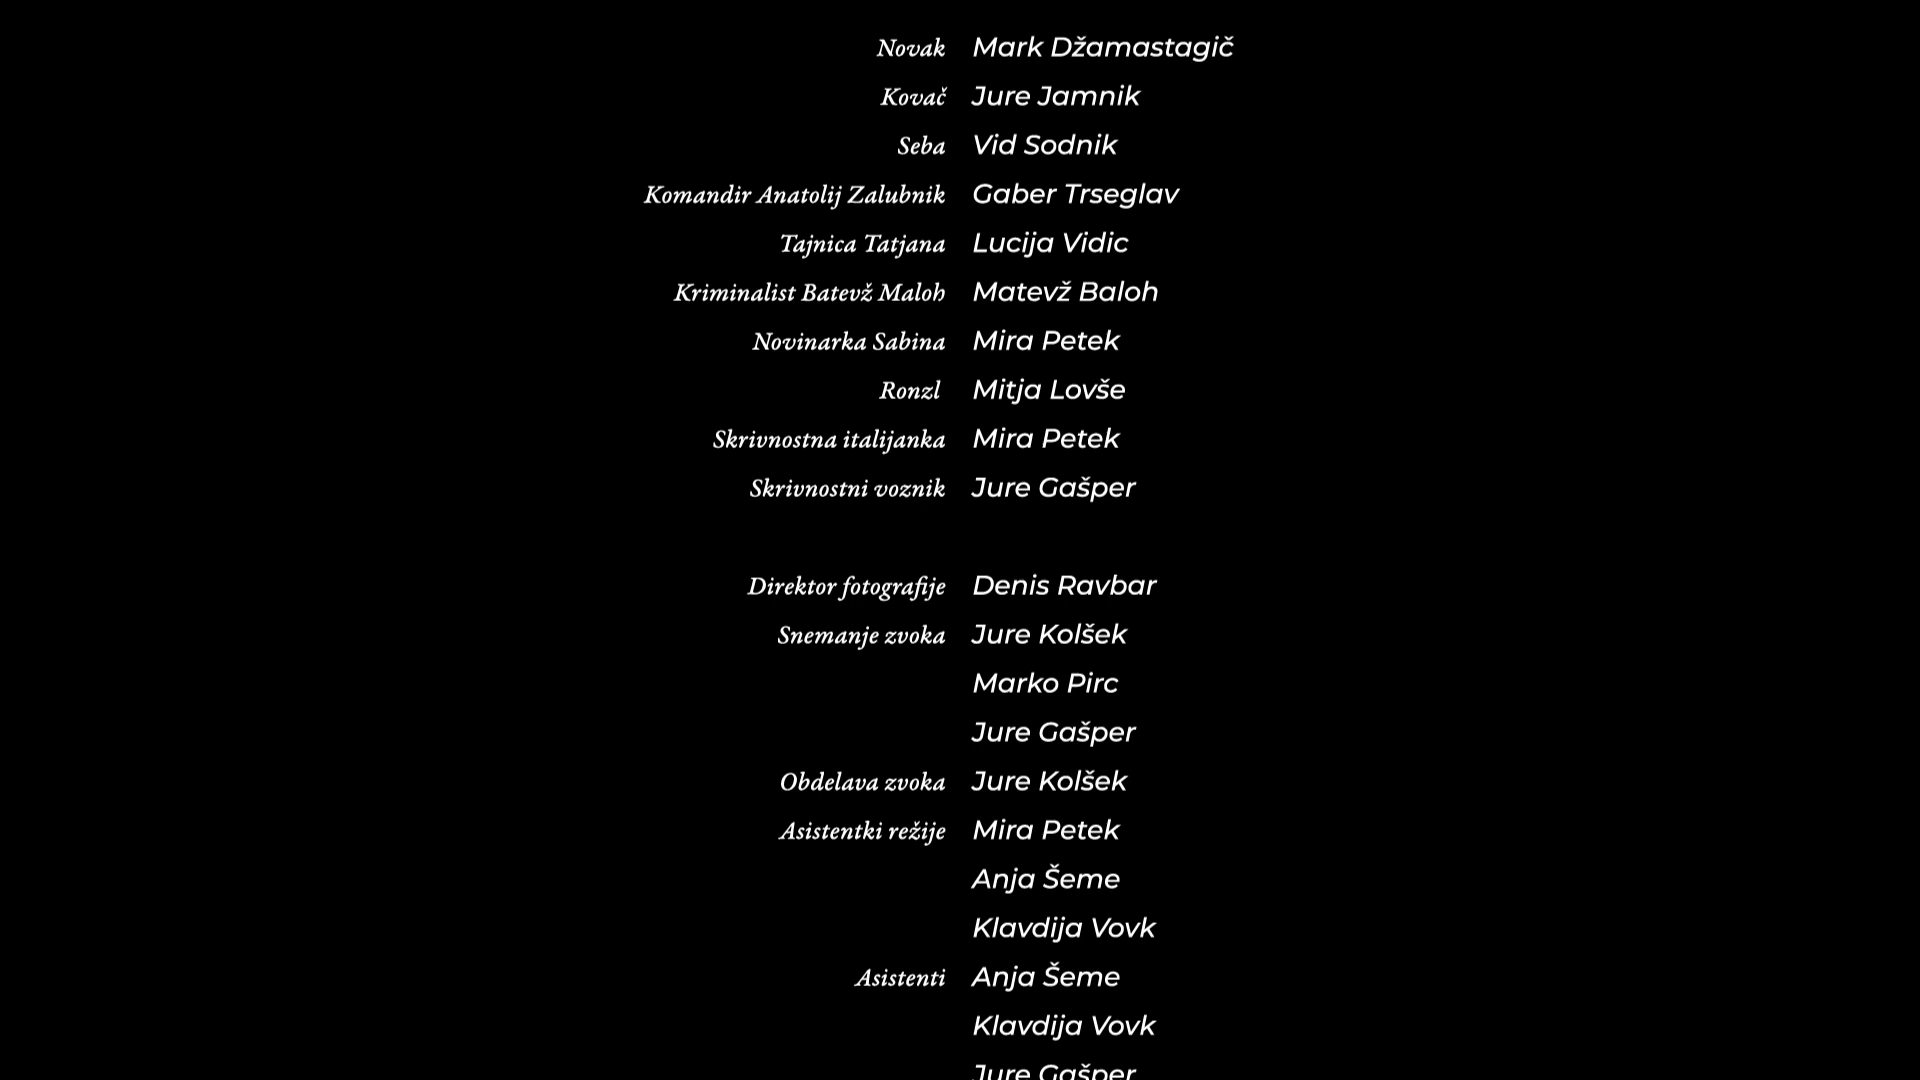 Novak Mark Džamastagič
Kovač Jure Jamnik
Seba Vid Sodnik
Komandir Anatolij Zalubnik Gaber Trseglav
Tajnica Tatjana Lucija Vidic
Kriminalist Batevž Maloh Matevž Baloh
Novinarka Sabina Mira Petek
Ronzl Mitja Lovše
Skrivnostna italijanka Mira Petek
Skrivnostni voznik Jure Gašper
Direktor fotografije Denis Ravbar
Snemanje zvoka Jure Kolšek
Marko Pirc
Jure Gašper
Obdelava zvoka Jure Kolšek
Asistentki režije Mira Petek
Anja Šeme
Klavdija Vovk
Asistenti Anja Šeme
Klavdija Vovk
Jure Gašper